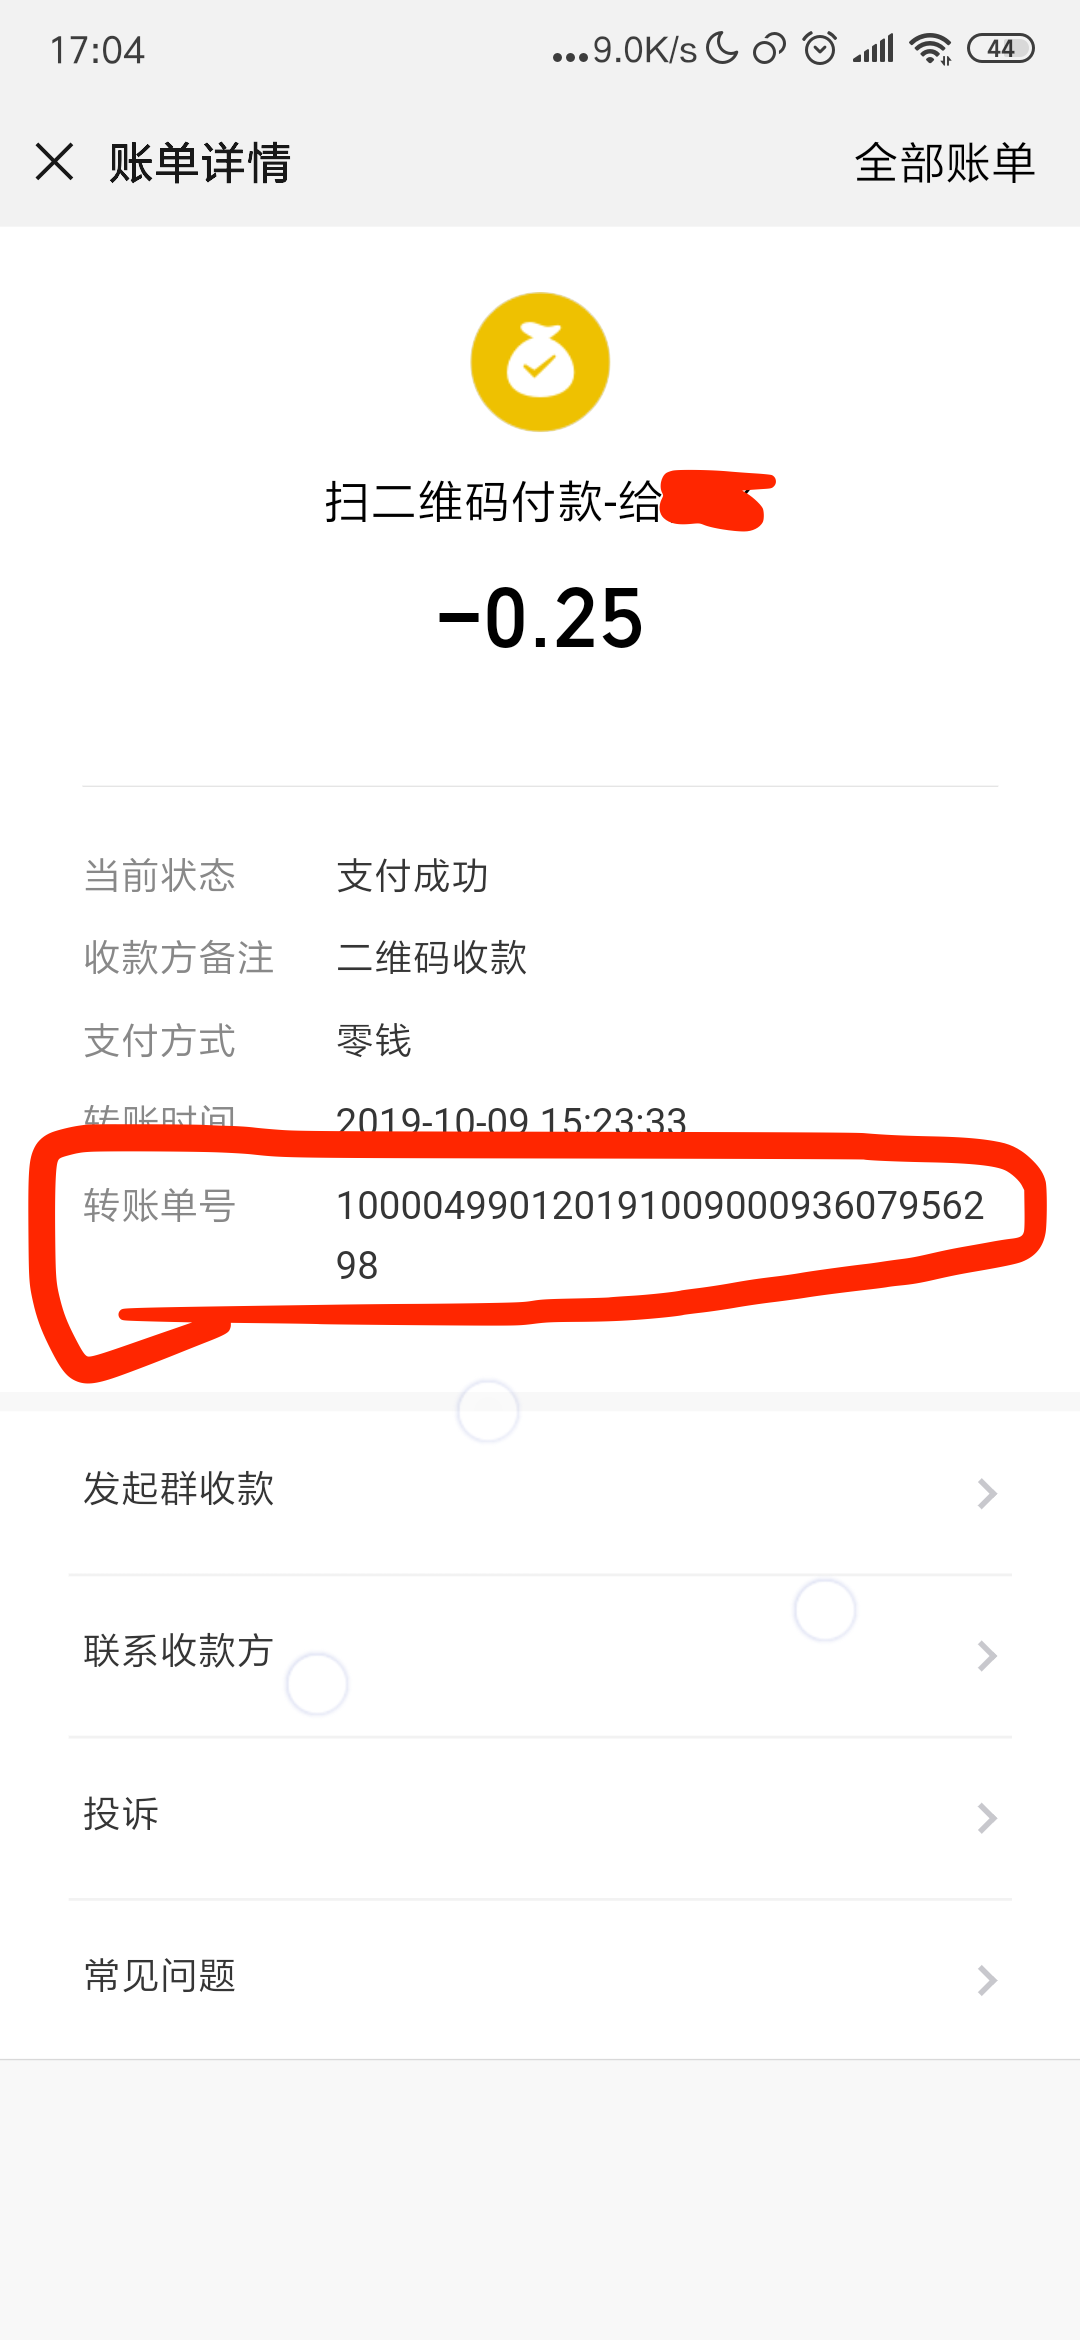 17:04
...9.0K/s
44
账单详情
全部账单
扫二维码付款-给
-0.25
当前状态 支付成功
收款方备注 二维码收款
支付方式 零钱
转账时间 2019-10-09 15:23:33
转账单号 100004990120191009000936079562
98
发起群收款
联系收款方
投诉
常见问题